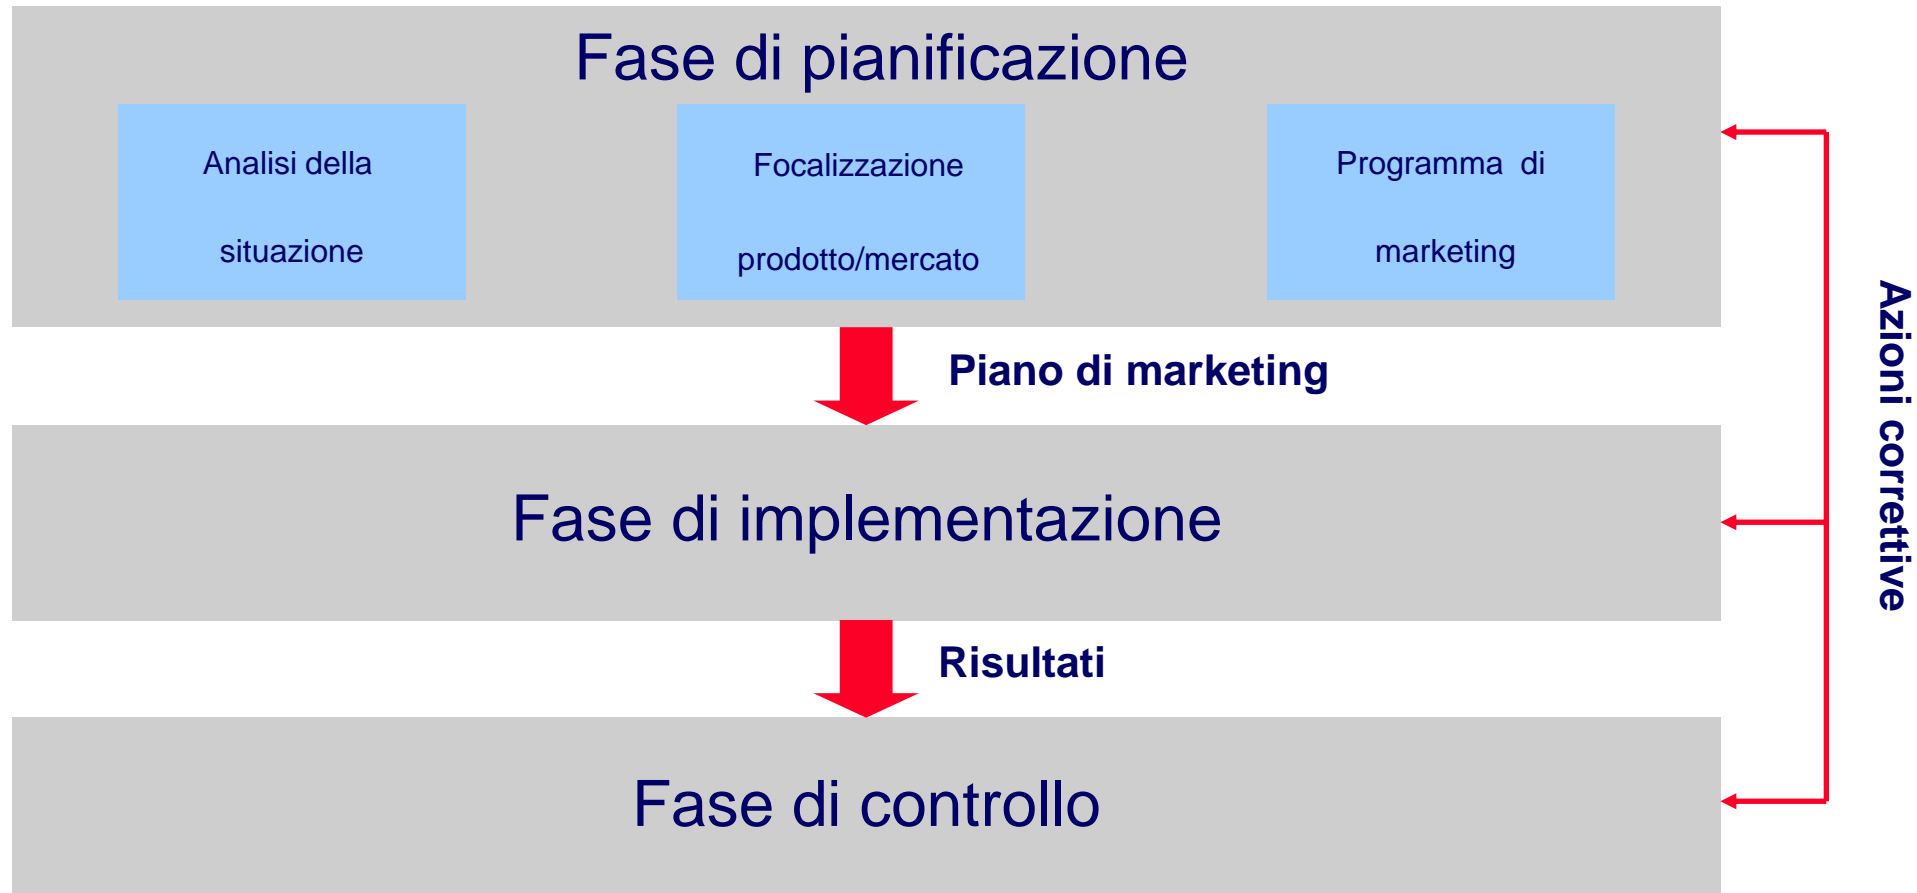 Fase di pianificazione
Analisi della
situazione
Focalizzazione
prodotto/mercato
Programma di
marketing
Piano di marketing
Fase di implementazione
Risultati
Fase di controllo
Azioni correttive